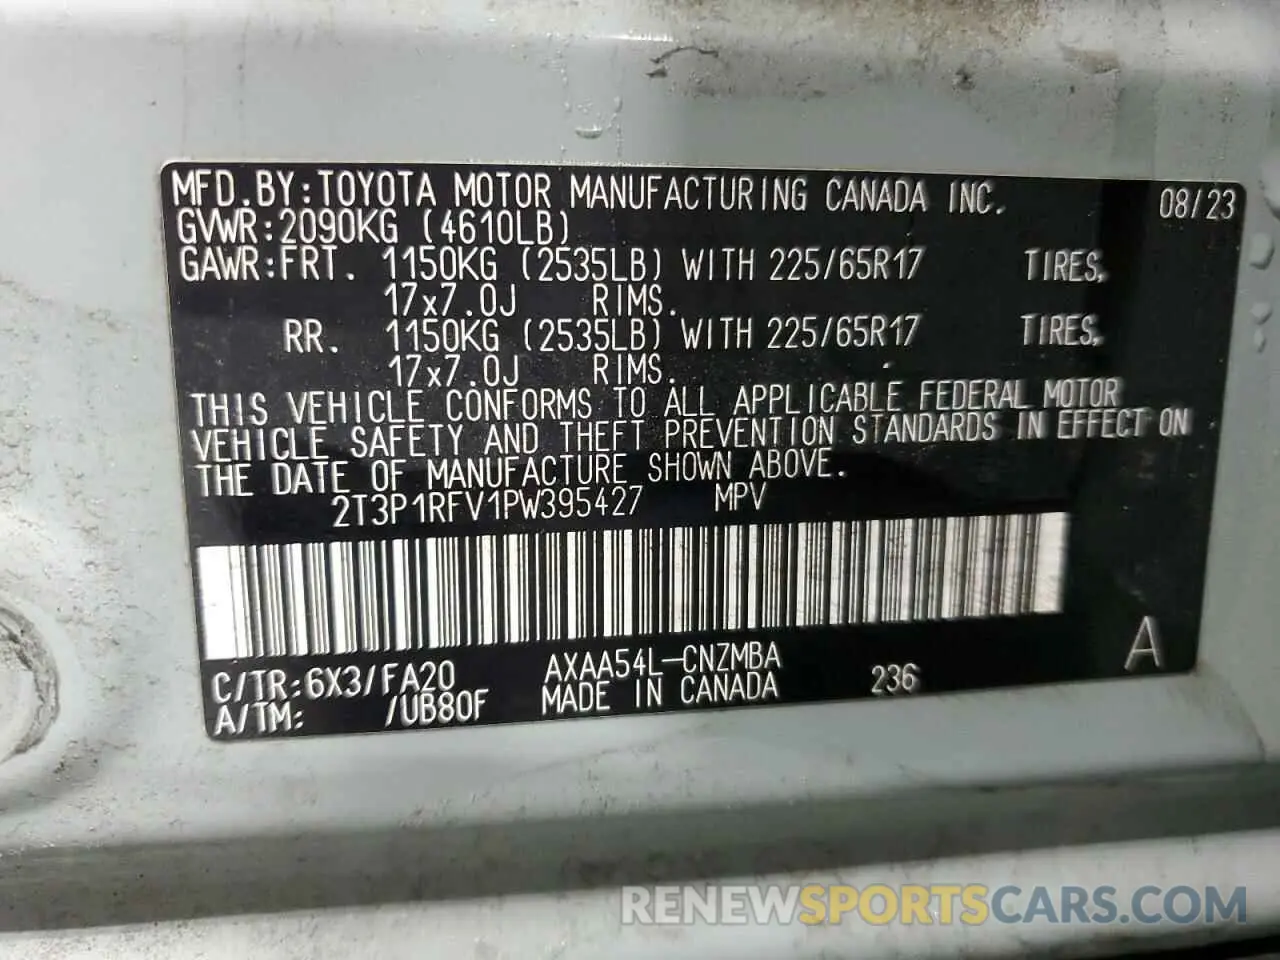 MFD.BY:TOYOTA MOTOR MANUFACTURING CANADA INC. 08/23
GVWR:2090KG (4610LB)
GAWR:FRT. 1150KG (2535LB) WITH 225/65R17 TIRES,
17x7.0J RIMS.
RR. 1150KG (2535LB) WITH 225/65R17 TIRES,
17x7.0J RIMS.
THIS VEHICLE CONFORMS TO ALL APPLICABLE FEDERAL MOTOR
VEHICLE SAFETY AND THEFT PREVENTION STANDARDS IN EFFECT ON
THE DATE OF MANUFACTURE SHOWN ABOVE.
2T3P1RFV1PW395427 MPV
C/TR:6X3/FA20 AXAA54L-CNZMBA 236 A
A/TM: /UB80F MADE IN CANADA
RENEWSPORTSCARS.COM